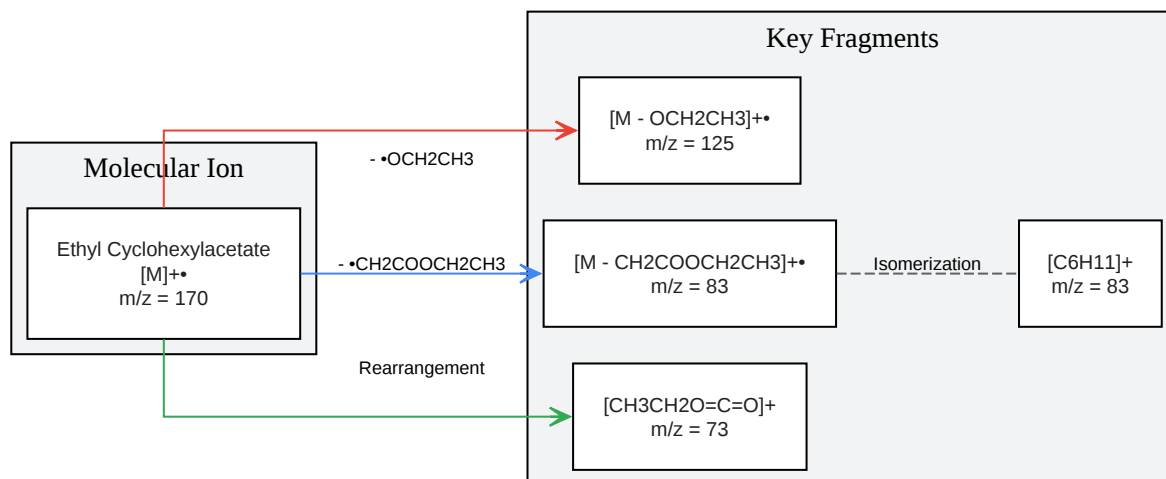 Key Fragments
[M - OCH2CH3]+•
m/z = 125
- •OCH2CH3
Molecular Ion
Ethyl Cyclohexylacetate
[M]+•
m/z = 170
- •CH2COOCH2CH3
[M - CH2COOCH2CH3]+•
m/z = 83
Isomerization
[C6H11]+
m/z = 83
Rearrangement
[CH3CH2O=C=O]+
m/z = 73